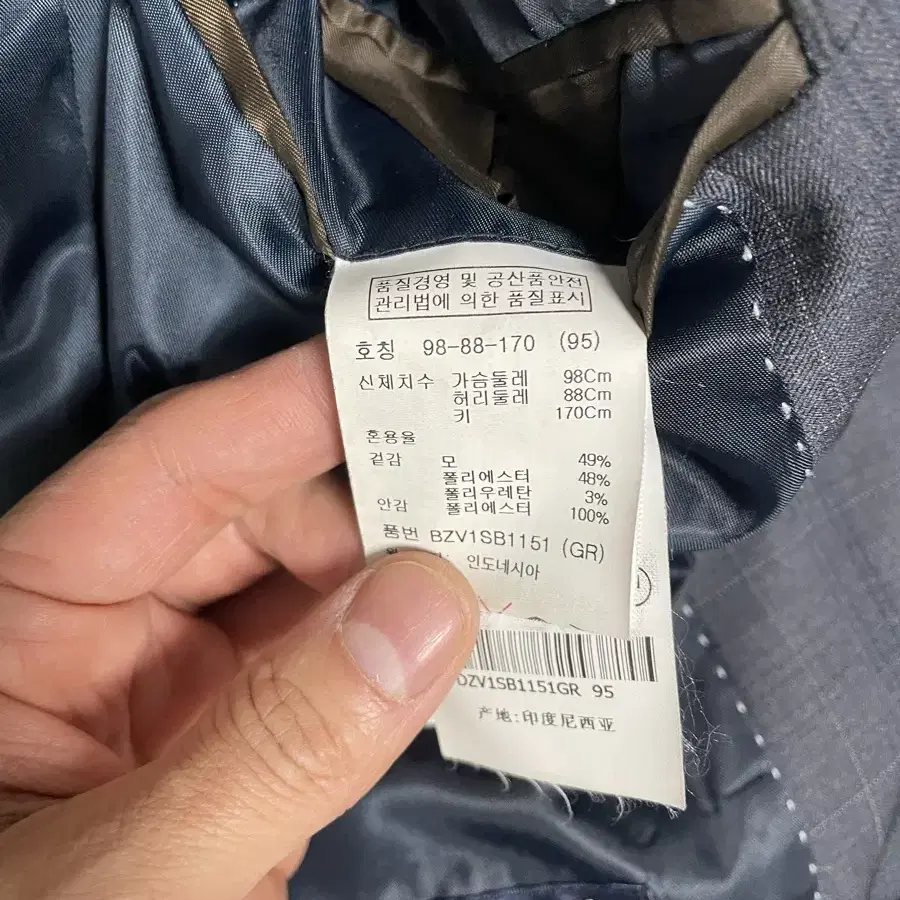 품질경영 및 공산품안전
관리법에 의한 품질표시
호칭 98-88-170 (95)
신체치수 가슴둘레 98Cm
허리둘레 88Cm
키 170Cm
혼용율
겉감 모 49%
폴리에스터 48%
폴리우레탄 3%
안감 폴리에스터 100%
품번 BZV1SB1151 (GR)
인도네시아
ZV1SB1151GR 95
产地:印度尼西亚